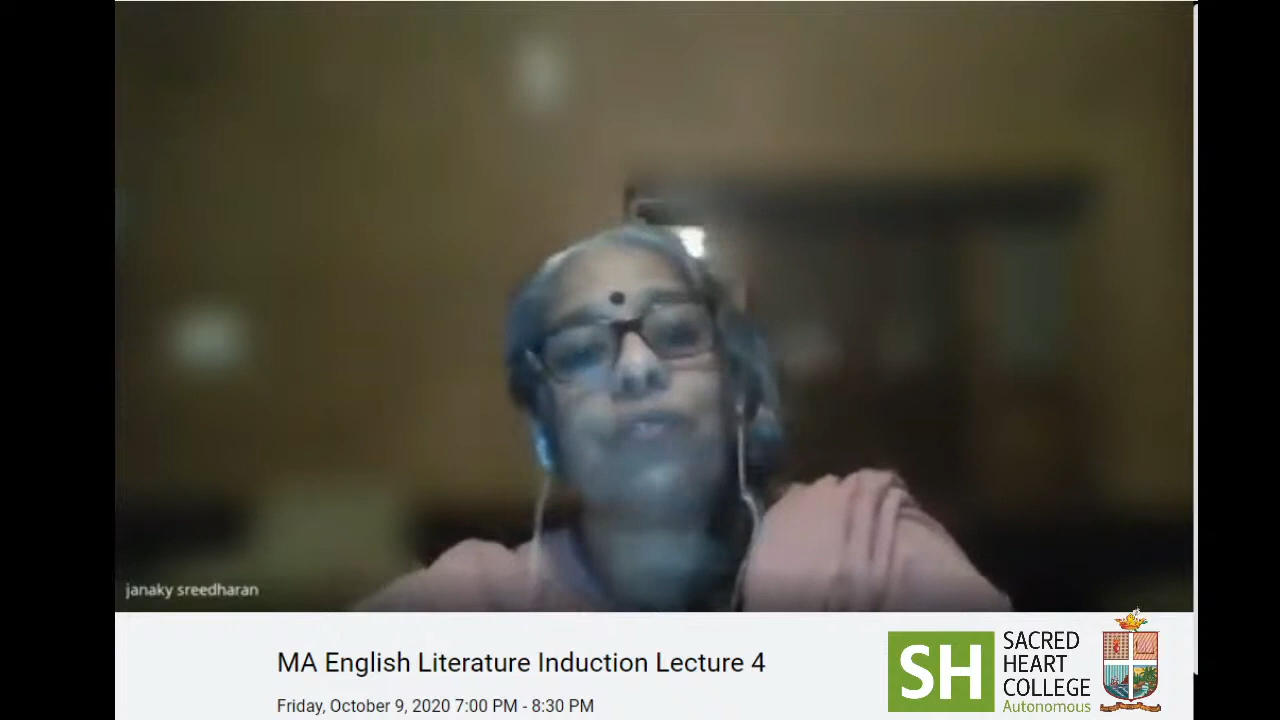 janaky sreedharan
MA English Literature Induction Lecture 4
Friday, October 9, 2020 7:00 PM - 8:30 PM
SH
SACRED
HEART
COLLEGE
Autonomous